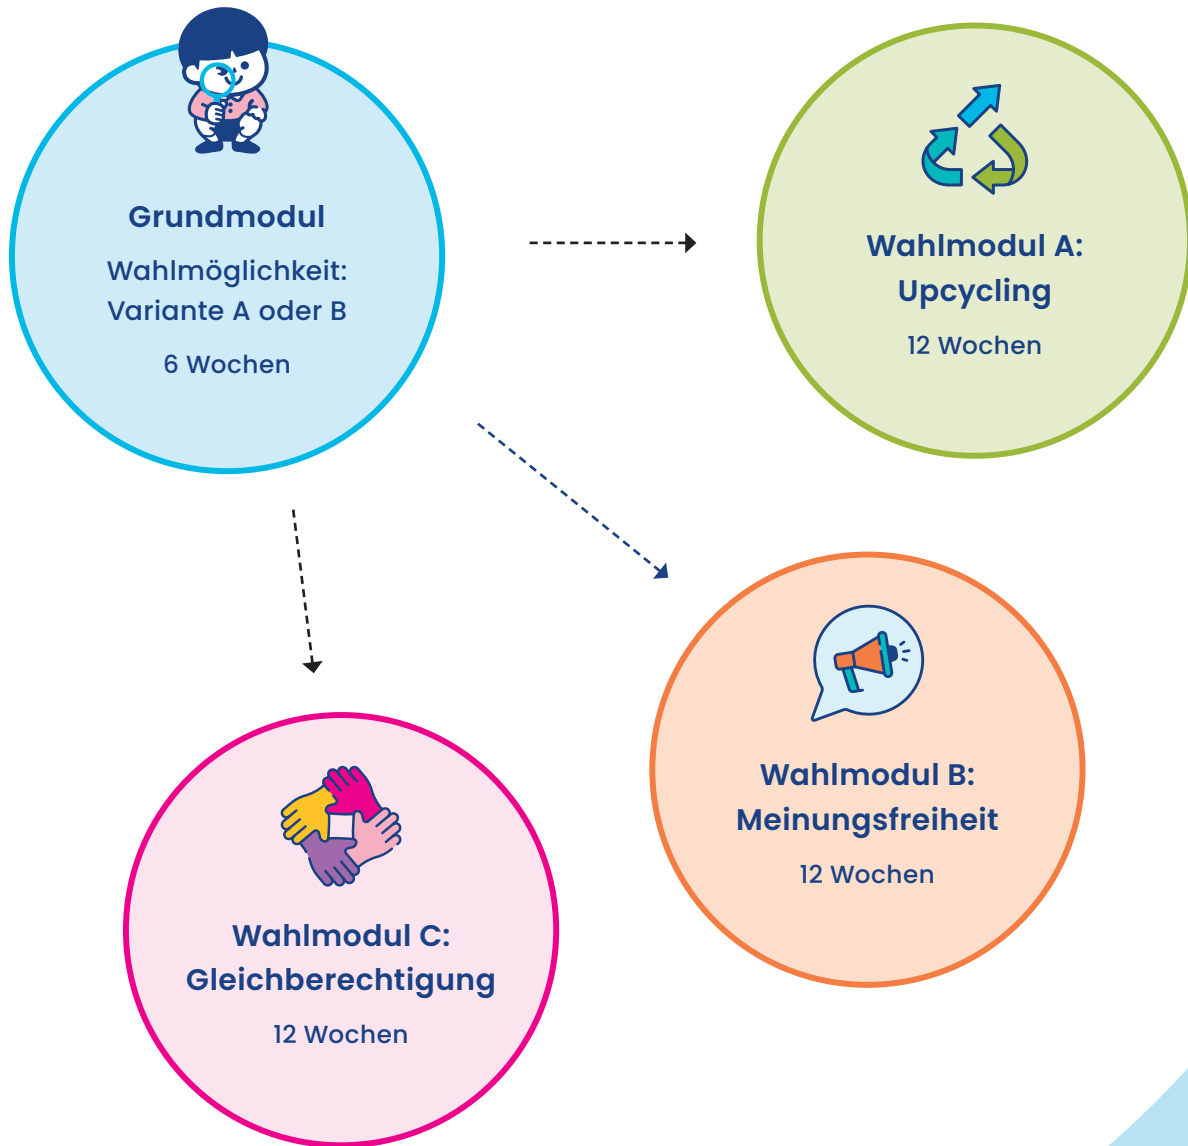 Grundmodul
Wahlmöglichkeit:
Variante A oder B
6 Wochen
Wahlmodul A:
Upcycling
12 Wochen
Wahlmodul B:
Meinungsfreiheit
12 Wochen
Wahlmodul C:
Gleichberechtigung
12 Wochen